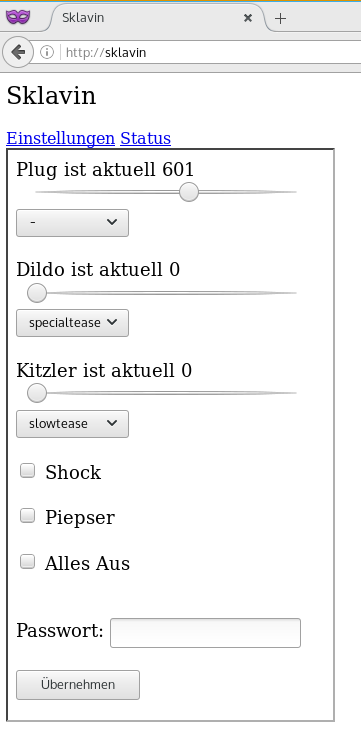 Sklavin
http://sklavin
Sklavin
Einstellungen Status
Plug ist aktuell 601
-
Dildo ist aktuell 0
specialtease
Kitzler ist aktuell 0
slowtease
Shock
Piepser
Alles Aus
Passwort:
Übernehmen